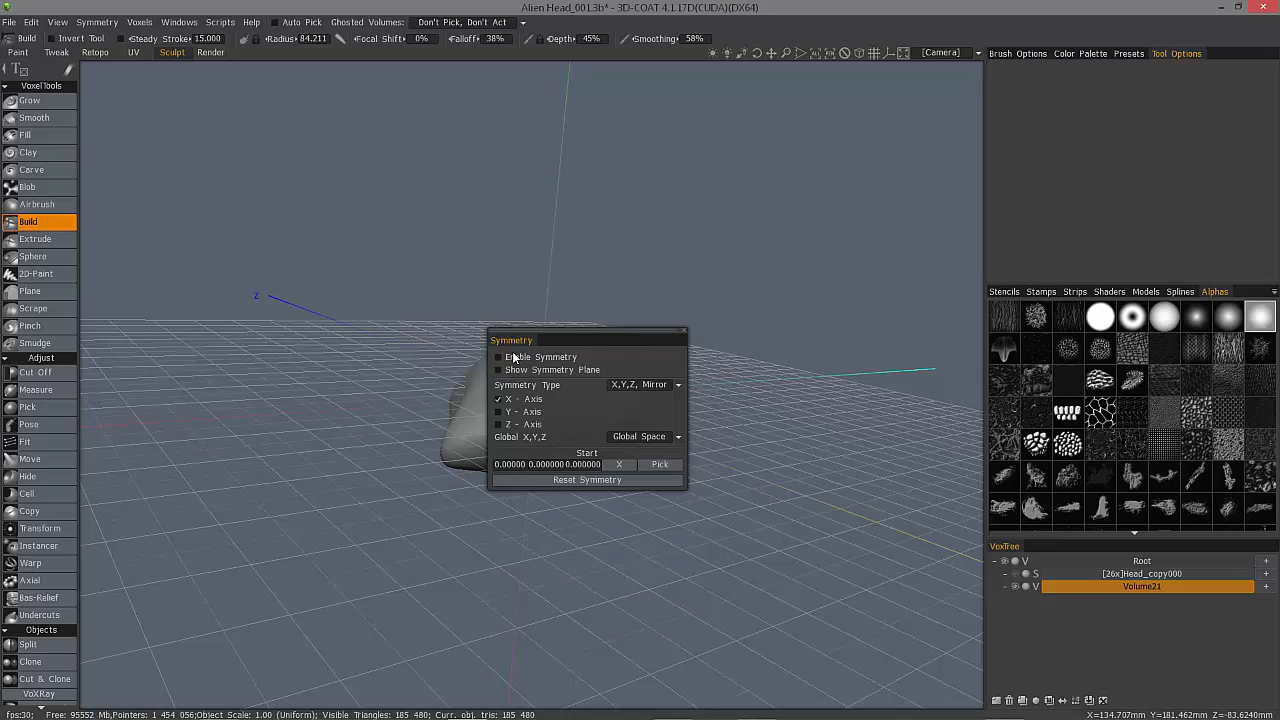 Alien Head_001.3b* - 3D-COAT 4.1.17D(CUDA)(DX64)
File Edit View Symmetry Voxels Windows Scripts Help Auto Pick Ghosted Volumes: Don't Pick, Don't Act
Build Invert Tool Steady Stroke 15.000 Radius 84.211 Focal Shift 0% Falloff 38% Depth 45% Smoothing 58%
Paint Tweak Retopo UV Sculpt Render [Camera]
Brush Options Color Palette Presets Tool Options
VoxelTools
Grow
Smooth
Fill
Clay
Carve
Blob
Airbrush
Build
Extrude
Sphere
2D-Paint
Plane
Scrape
Pinch
Smudge
Adjust
Cut Off
Measure
Pick
Pose
Fit
Move
Hide
Cell
Copy
Transform
Instancer
Warp
Axial
Bas-Relief
Undercuts
Objects
Split
Clone
Cut & Clone
VoXRay
z
Symmetry
Enable Symmetry
Show Symmetry Plane
Symmetry Type X,Y,Z, Mirror
X - Axis
Y - Axis
Z - Axis
Global X,Y,Z Global Space
Start
0.00000 0.000000 0.000000 X Pick
Reset Symmetry
Stencils Stamps Strips Shaders Models Splines Alphas
VoxTree
V Root +
S [26x]Head_copy000 +
V Volume21 +
fps:30; Free: 95552 Mb,Pointers: 1 454 056;Object Scale: 1.00 (Uniform); Visible Triangles: 185 480; Curr. obj. tris: 185 480
X=134.707mm Y=181.462mm Z=-83.6240mm